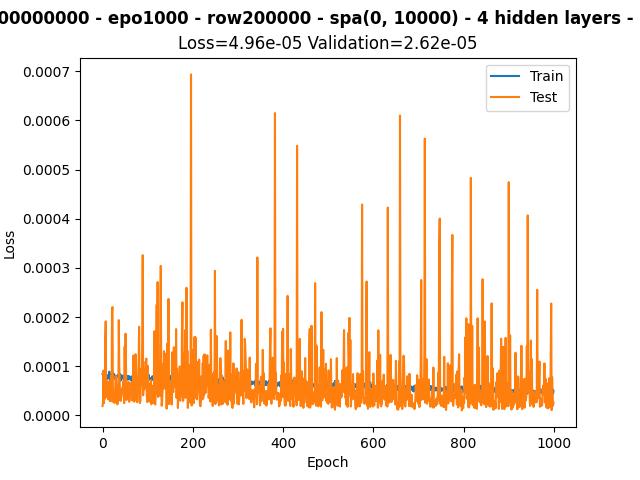 00000000 - epo1000 - row200000 - spa(0, 10000) - 4 hidden layers -
Loss=4.96e-05 Validation=2.62e-05
Train
Test
0.0007
0.0006
0.0005
0.0004
0.0003
0.0002
0.0001
0.0000
Loss
0 200 400 600 800 1000
Epoch